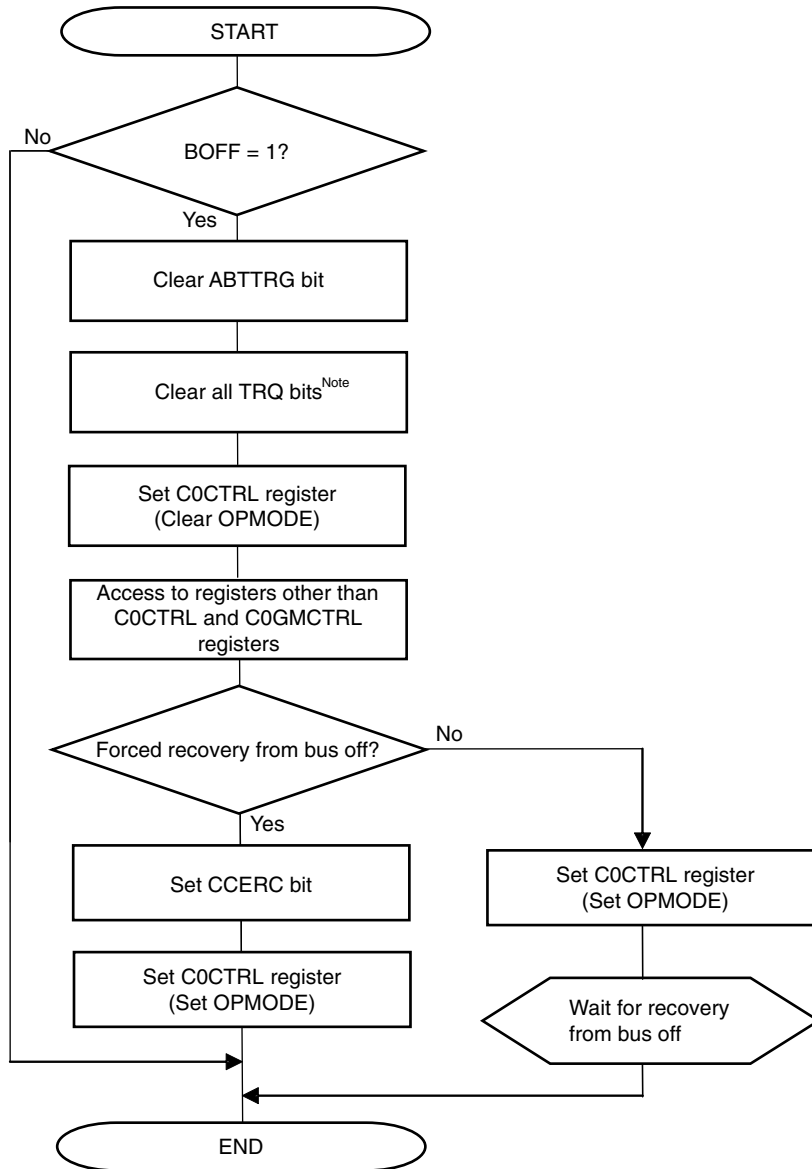 START
No
BOFF = 1?
Yes
Clear ABTTRG bit
Clear all TRQ bitsNote
Set C0CTRL register
(Clear OPMODE)
Access to registers other than
C0CTRL and C0GMCTRL
registers
Forced recovery from bus off?
No
Yes
Set CCERC bit
Set C0CTRL register
(Set OPMODE)
Set C0CTRL register
(Set OPMODE)
Wait for recovery
from bus off
END